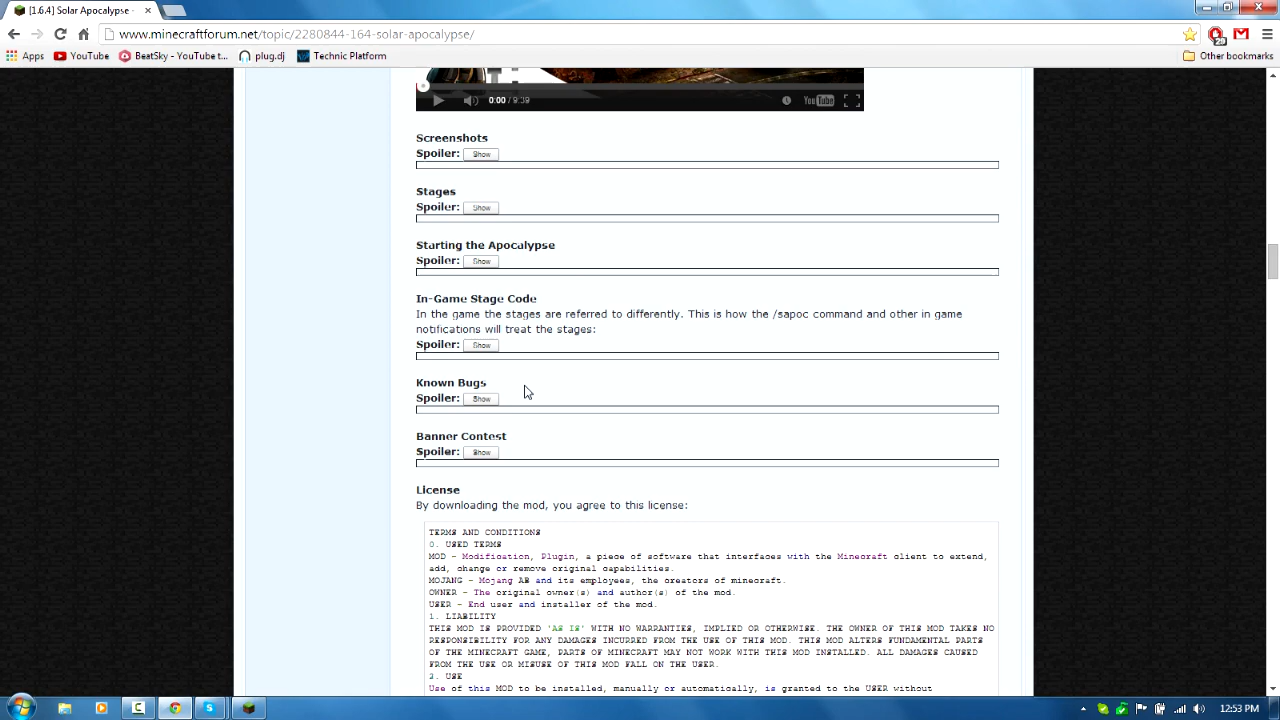 [1.6.4] Solar Apocalypse -
www.minecraftforum.net/topic/2280844-164-solar-apocalypse/
Apps YouTube BeatSky - YouTube t... plug.dj Technic Platform Other bookmarks
0:00 / 9:39 YouTube
Screenshots
Spoiler: Show
Stages
Spoiler: Show
Starting the Apocalypse
Spoiler: Show
In-Game Stage Code
In the game the stages are referred to differently. This is how the /sapoc command and other in game
notifications will treat the stages:
Spoiler: Show
Known Bugs
Spoiler: Show
Banner Contest
Spoiler: Show
License
By downloading the mod, you agree to this license:
TERMS AND CONDITIONS
0. USED TERMS
MOD - Modification, Plugin, a piece of software that interfaces with the Minecraft client to extend,
add, change or remove original capabilities.
MOJANG - Mojang AB and its employees, the creators of minecraft.
OWNER - The original owner(s) and author(s) of the mod.
USER - End user and installer of the mod.
1. LIABILITY
THIS MOD IS PROVIDED 'AS IS' WITH NO WARRANTIES, IMPLIED OR OTHERWISE. THE OWNER OF THIS MOD TAKES NO
RESPONSIBILITY FOR ANY DAMAGES INCURRED FROM THE USE OF THIS MOD. THIS MOD ALTERS FUNDAMENTAL PARTS
OF THE MINECRAFT GAME, PARTS OF MINECRAFT MAY NOT WORK WITH THIS MOD INSTALLED. ALL DAMAGES CAUSED
FROM THE USE OR MISUSE OF THIS MOD FALL ON THE USER.
2. USE
Use of this MOD to be installed, manually or automatically, is granted to the USER without
12:53 PM